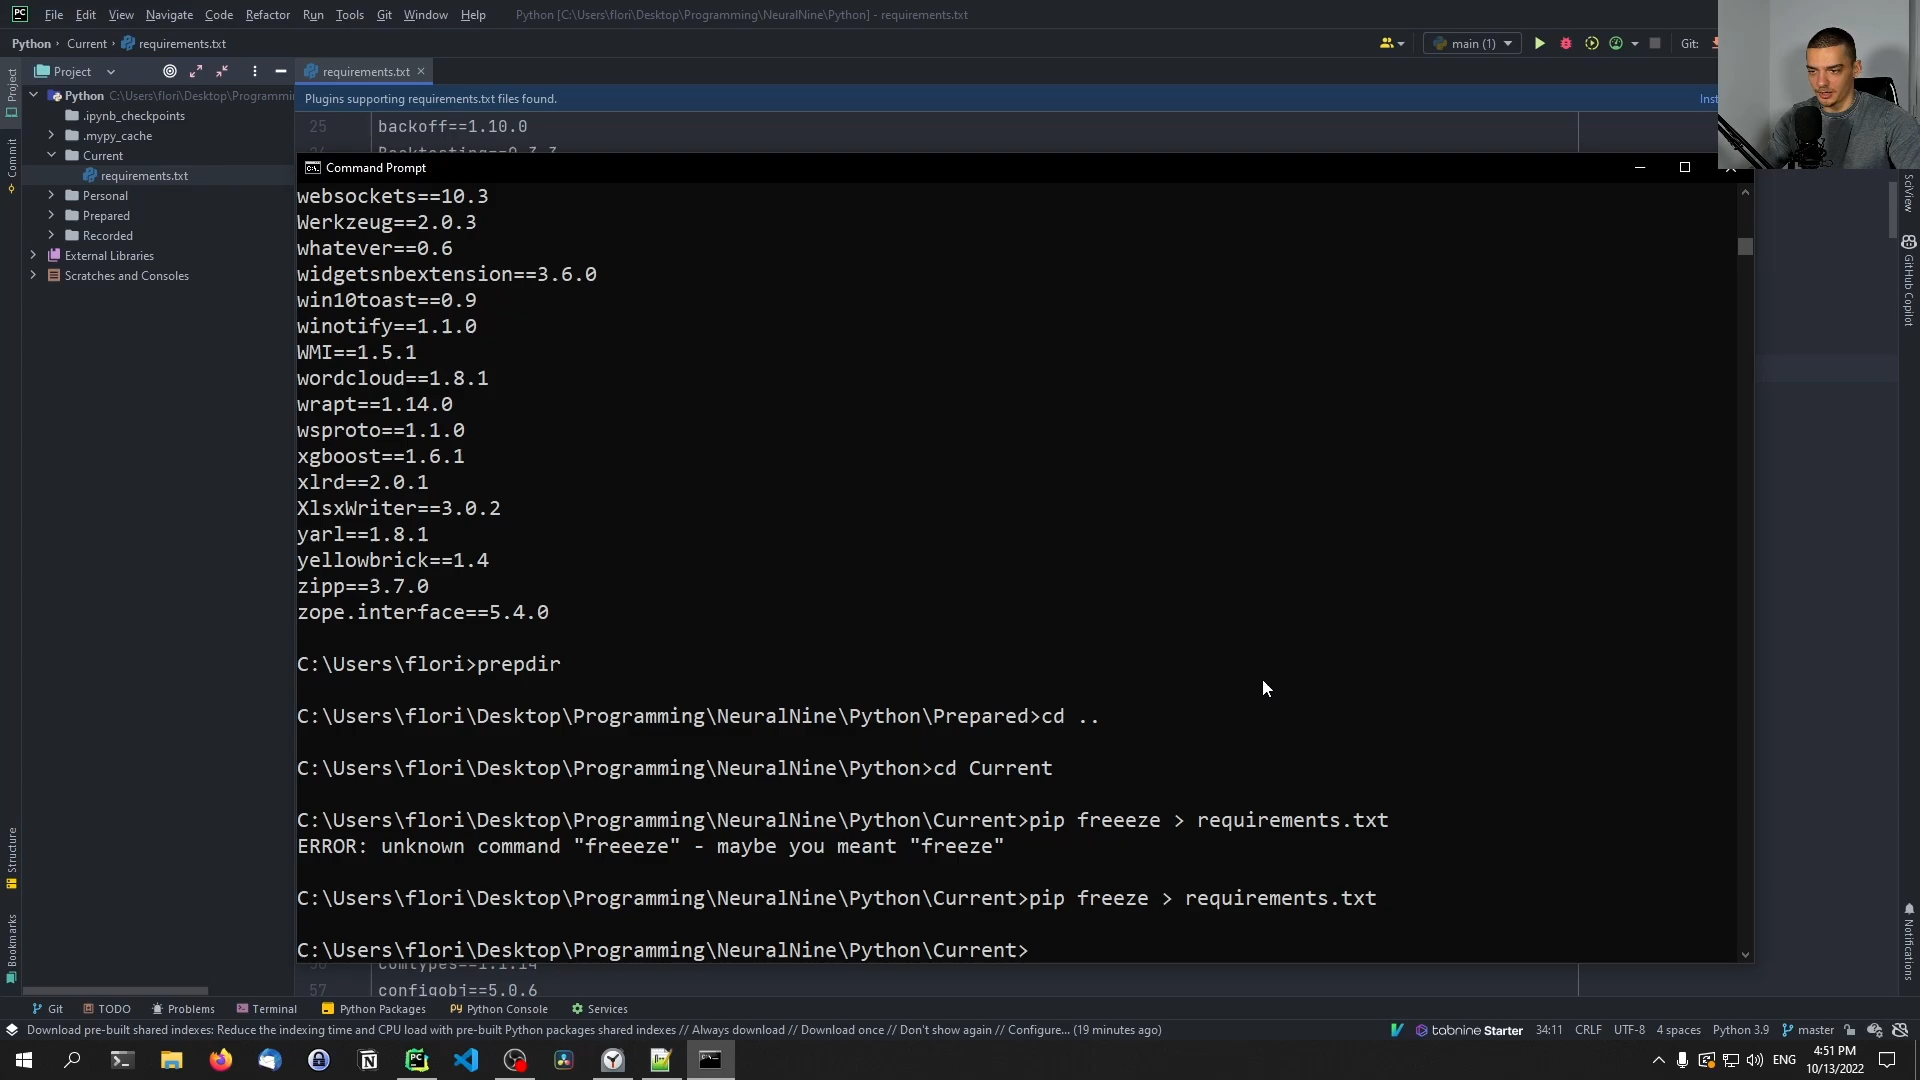 PC File Edit View Navigate Code Refactor Run Tools Git Window Help Python [C:\Users\flori\Desktop\Programming\NeuralNine\Python] - requirements.txt
Python Current requirements.txt
main (1) Git:
Project
requirements.txt
Python C:\Users\flori\Desktop\Programmi
.ipynb_checkpoints
.mypy_cache
Current
requirements.txt
Personal
Prepared
Recorded
External Libraries
Scratches and Consoles
Project
Commit
Structure
Bookmarks
Plugins supporting requirements.txt files found.
Inst
25 backoff==1.10.0
Command Prompt
websockets==10.3
Werkzeug==2.0.3
whatever==0.6
widgetsnbextension==3.6.0
win10toast==0.9
winotify==1.1.0
WMI==1.5.1
wordcloud==1.8.1
wrapt==1.14.0
wsproto==1.1.0
xgboost==1.6.1
xlrd==2.0.1
XlsxWriter==3.0.2
yarl==1.8.1
yellowbrick==1.4
zipp==3.7.0
zope.interface==5.4.0
C:\Users\flori>prepdir
C:\Users\flori\Desktop\Programming\NeuralNine\Python\Prepared>cd ..
C:\Users\flori\Desktop\Programming\NeuralNine\Python>cd Current
C:\Users\flori\Desktop\Programming\NeuralNine\Python\Current>pip freeeze > requirements.txt
ERROR: unknown command "freeeze" - maybe you meant "freeze"
C:\Users\flori\Desktop\Programming\NeuralNine\Python\Current>pip freeze > requirements.txt
C:\Users\flori\Desktop\Programming\NeuralNine\Python\Current>
57 configobj==5.0.6
SciView
GitHub Copilot
Notifications
Git TODO Problems Terminal Python Packages Python Console Services
Download pre-built shared indexes: Reduce the indexing time and CPU load with pre-built Python packages shared indexes // Always download // Download once // Don't show again // Configure... (19 minutes ago)
tabnine Starter 34:11 CRLF UTF-8 4 spaces Python 3.9 master
ENG
4:51 PM
10/13/2022